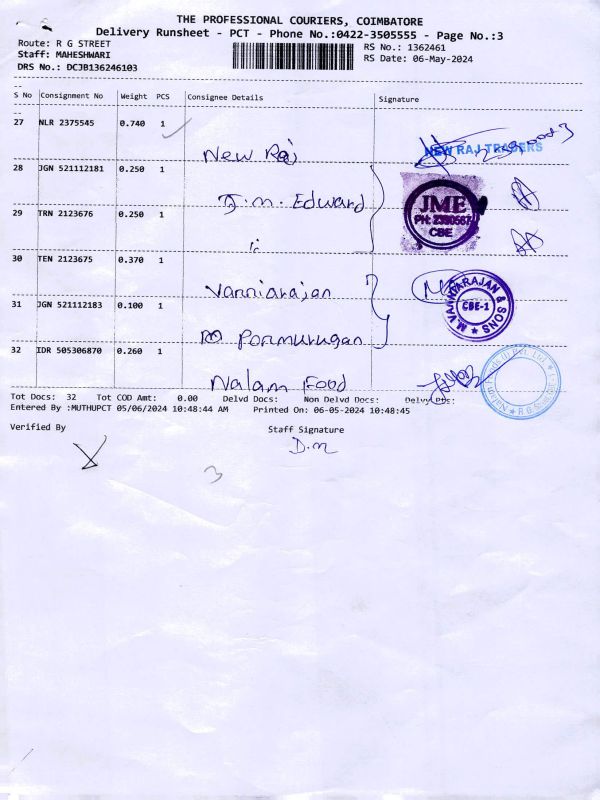 THE PROFESSIONAL COURIERS, COIMBATORE
Delivery Runsheet - PCT - Phone No.:0422-3505555 - Page No.:3
Route: R G STREET
RS No.: 1362461
Staff: MAHESHWARI
RS Date: 06-May-2024
DRS No.: DCJB136246103
S No Consignment No Weight PCS Consignee Details Signature
27 NLR 2375545 0.740 1 New Raj NEW RAJ TRADERS
28 JGN 521112181 0.250 1 J.M. Edward
JME
PH: 2390567
CBE
29 TRN 2123676 0.250 1
30 TEN 2123675 0.370 1 Vanniarajan
M. VANNIARAJAN & SONS
CBE-1
31 JGN 521112183 0.100 1 Ponmurugan
32 IDR 505306870 0.260 1 Nalam Food
Tot Docs: 32 Tot COD Amt: 0.00 Delvd Docs: Non Delvd Docs: Delvy Pts:
Entered By :MUTHUPCT 05/06/2024 10:48:44 AM Printed On: 06-05-2024 10:48:45
Verified By Staff Signature
D.M
3